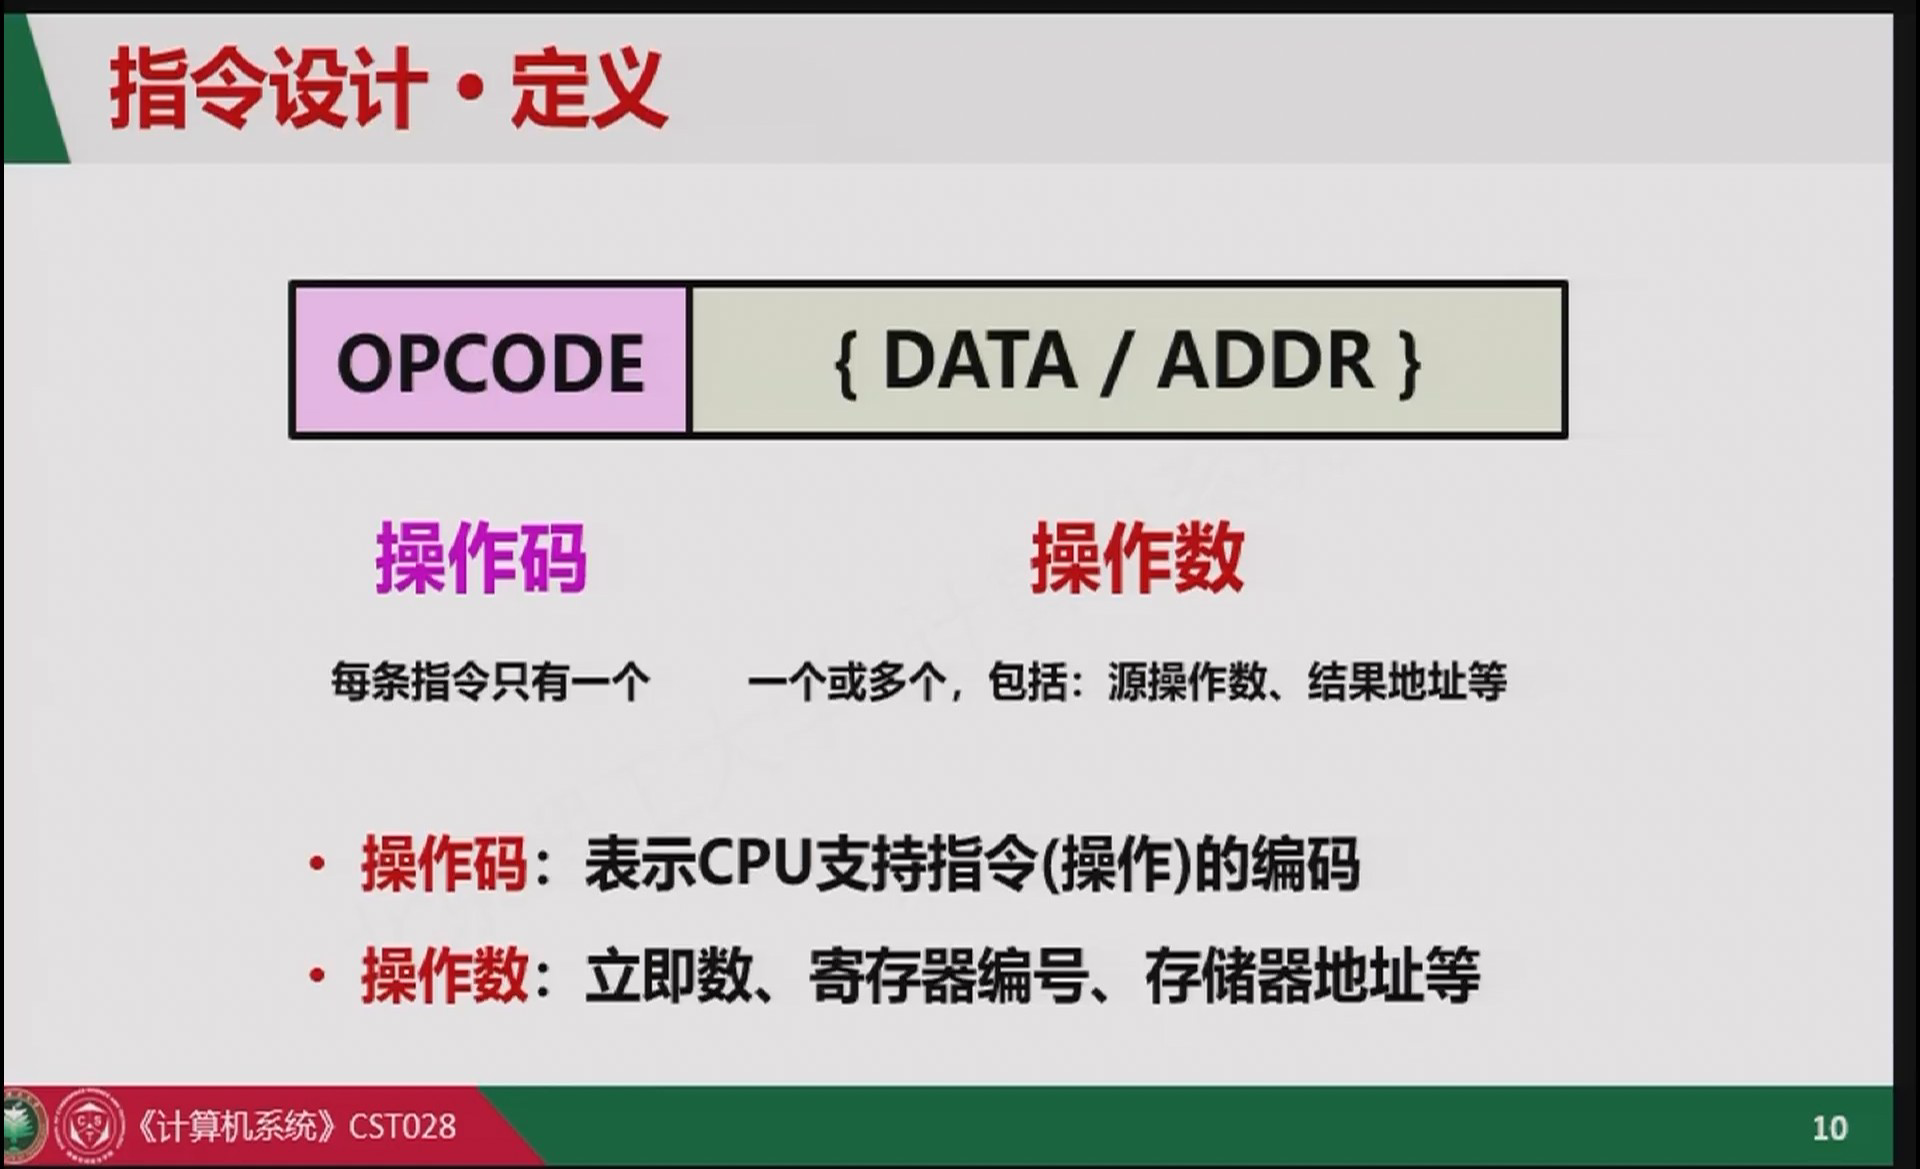 指令设计·定义
OPCODE
{ DATA / ADDR }
操作码
操作数
每条指令只有一个
一个或多个，包括：源操作数、结果地址等
• 操作码：表示CPU支持指令(操作)的编码
• 操作数：立即数、寄存器编号、存储器地址等
《计算机系统》CST028
10